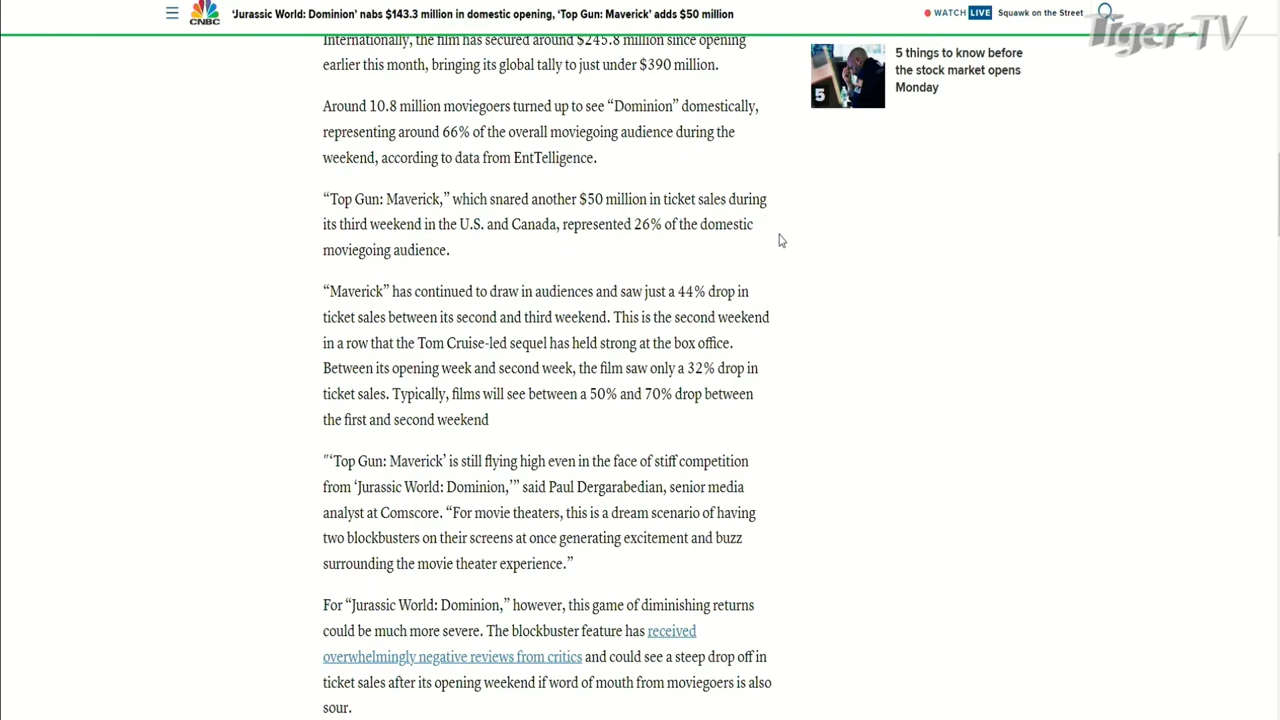 CNBC
‘Jurassic World: Dominion’ nabs $143.3 million in domestic opening, ‘Top Gun: Maverick’ adds $50 million
WATCH LIVE Squawk on the Street
Tiger-TV
Internationally, the film has secured around $245.8 million since opening
earlier this month, bringing its global tally to just under $390 million.
Around 10.8 million moviegoers turned up to see “Dominion” domestically,
representing around 66% of the overall moviegoing audience during the
weekend, according to data from EntTelligence.
“Top Gun: Maverick,” which snared another $50 million in ticket sales during
its third weekend in the U.S. and Canada, represented 26% of the domestic
moviegoing audience.
“Maverick” has continued to draw in audiences and saw just a 44% drop in
ticket sales between its second and third weekend. This is the second weekend
in a row that the Tom Cruise-led sequel has held strong at the box office.
Between its opening week and second week, the film saw only a 32% drop in
ticket sales. Typically, films will see between a 50% and 70% drop between
the first and second weekend
"‘Top Gun: Maverick’ is still flying high even in the face of stiff competition
from ‘Jurassic World: Dominion,’” said Paul Dergarabedian, senior media
analyst at Comscore. “For movie theaters, this is a dream scenario of having
two blockbusters on their screens at once generating excitement and buzz
surrounding the movie theater experience.”
For “Jurassic World: Dominion,” however, this game of diminishing returns
could be much more severe. The blockbuster feature has received
overwhelmingly negative reviews from critics and could see a steep drop off in
ticket sales after its opening weekend if word of mouth from moviegoers is also
sour.
5
5 things to know before
the stock market opens
Monday